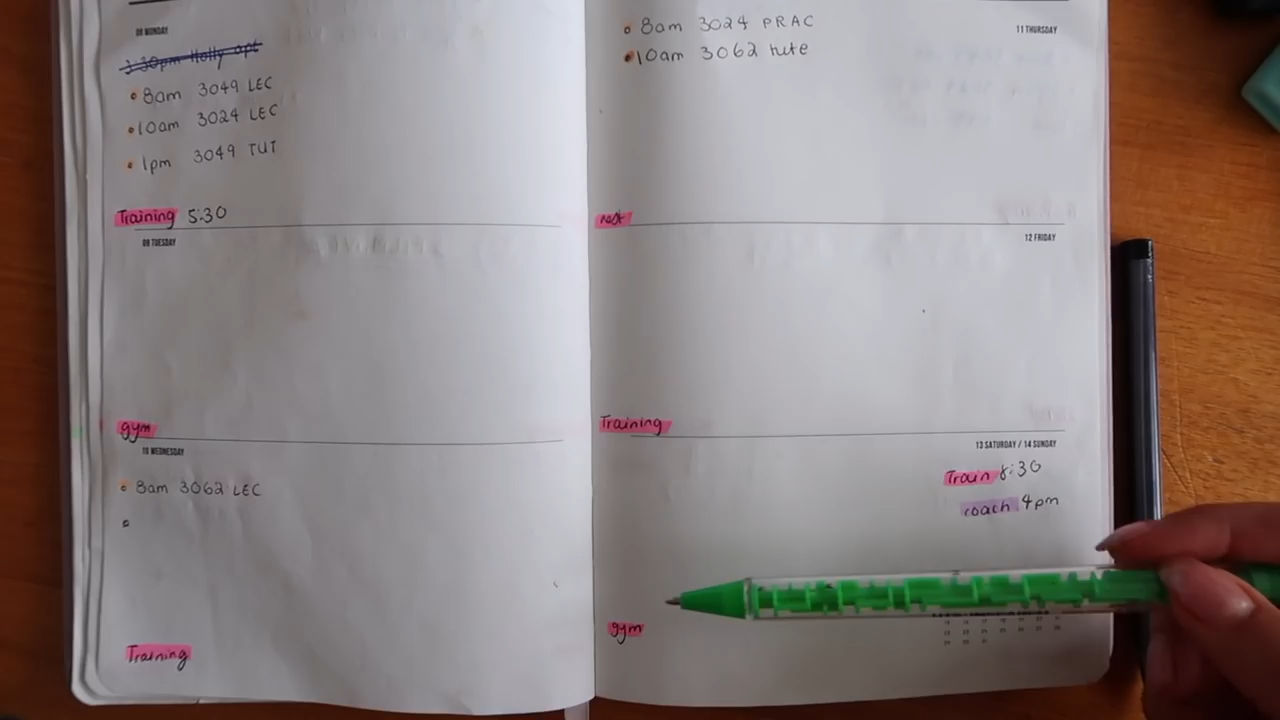 08 MONDAY
3:30pm Holly apt
8am 3049 LEC
10am 3024 LEC
1pm 3049 TUT
Training 5:30
09 TUESDAY
gym
10 WEDNESDAY
8am 3062 LEC
Training
11 THURSDAY
8am 3024 PRAC
10am 3062 tute
rest
12 FRIDAY
Training
13 SATURDAY / 14 SUNDAY
Train 8:30
coach 4pm
gym